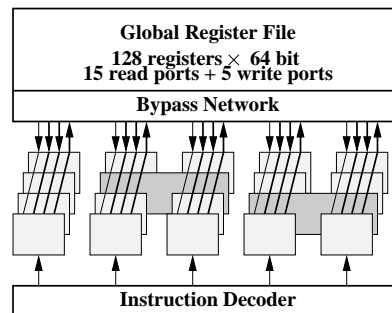 Global Register File
128 registers × 64 bit
15 read ports + 5 write ports
Bypass Network
Instruction Decoder